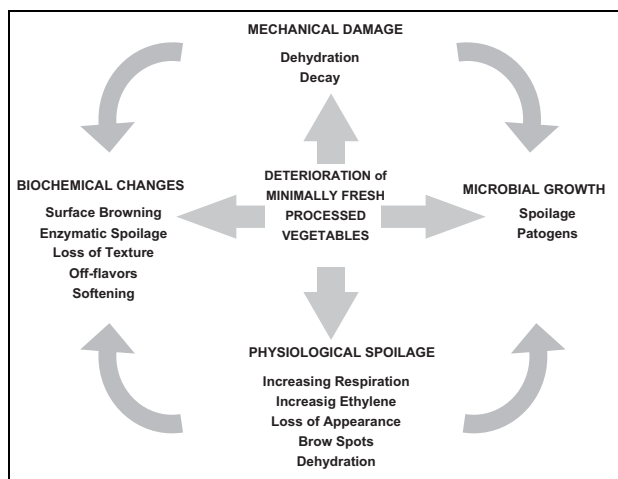 MECHANICAL DAMAGE
Dehydration
Decay
DETERIORATION of
MINIMALLY FRESH
PROCESSED
VEGETABLES
BIOCHEMICAL CHANGES
Surface Browning
Enzymatic Spoilage
Loss of Texture
Off-flavors
Softening
MICROBIAL GROWTH
Spoilage
Patogens
PHYSIOLOGICAL SPOILAGE
Increasing Respiration
Increasig Ethylene
Loss of Appearance
Brow Spots
Dehydration